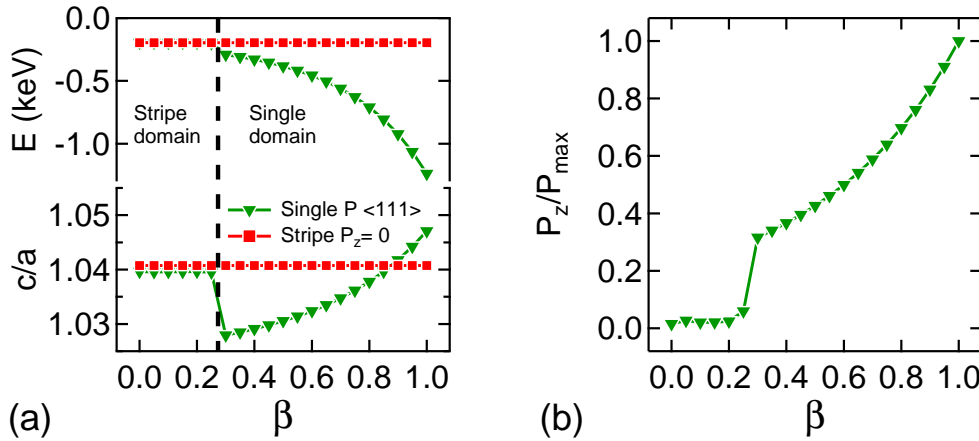 0.0
-0.5
-1.0
E (keV)
Stripe
domain
Single
domain
1.05
1.04
1.03
c/a
Single P <111>
Stripe Pz= 0
0.0 0.2 0.4 0.6 0.8 1.0
β
(a)
1.0
0.8
0.6
0.4
0.2
0.0
Pz/Pmax
0.0 0.2 0.4 0.6 0.8 1.0
β
(b)